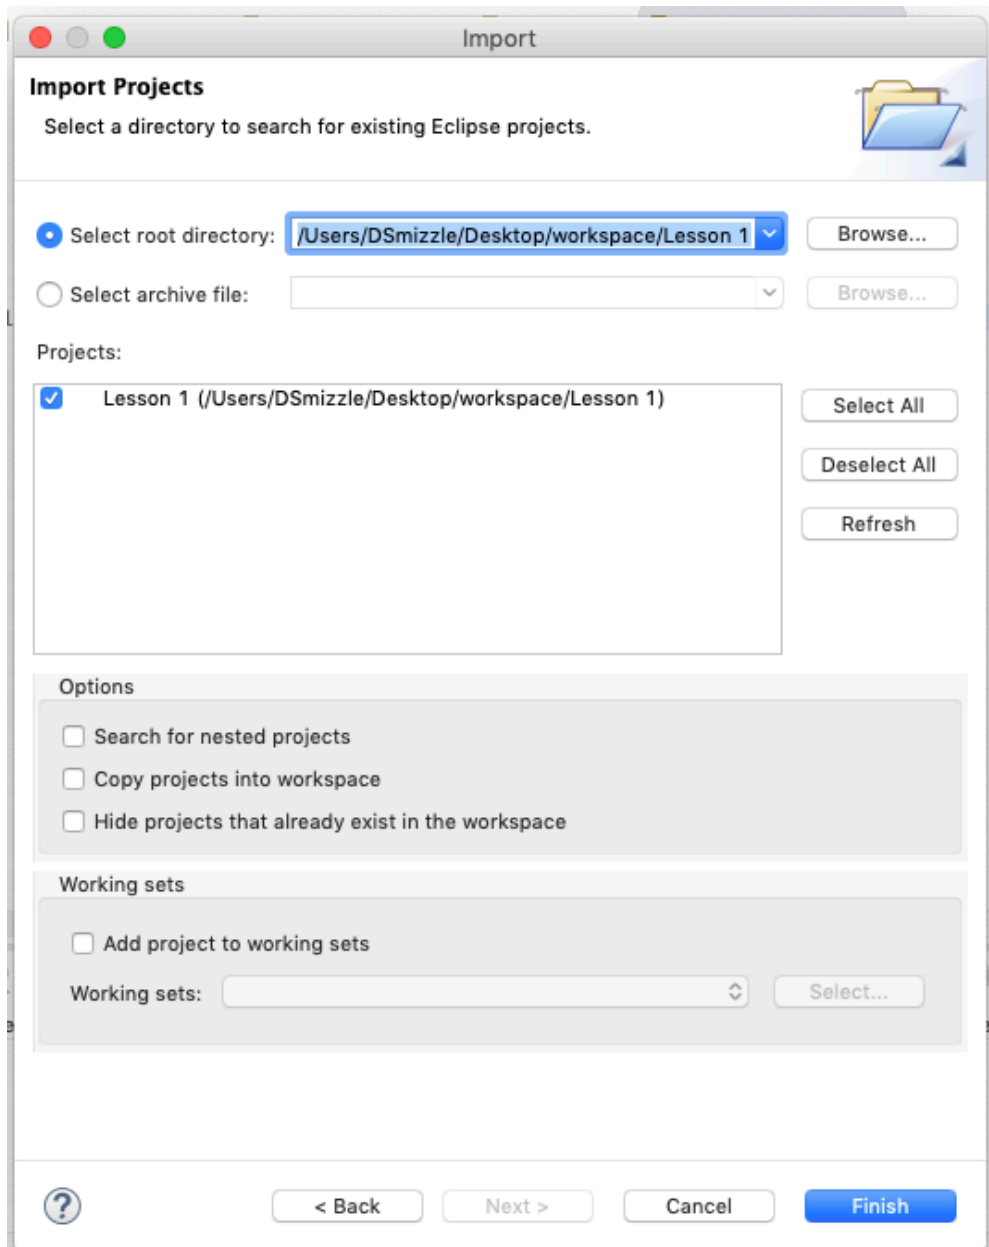 Import
Import Projects
Select a directory to search for existing Eclipse projects.
Select root directory: /Users/DSmizzle/Desktop/workspace/Lesson 1 Browse...
Select archive file: Browse...
Projects:
Lesson 1 (/Users/DSmizzle/Desktop/workspace/Lesson 1) Select All
Deselect All
Refresh
Options
Search for nested projects
Copy projects into workspace
Hide projects that already exist in the workspace
Working sets
Add project to working sets
Working sets: Select...
? < Back Next > Cancel Finish